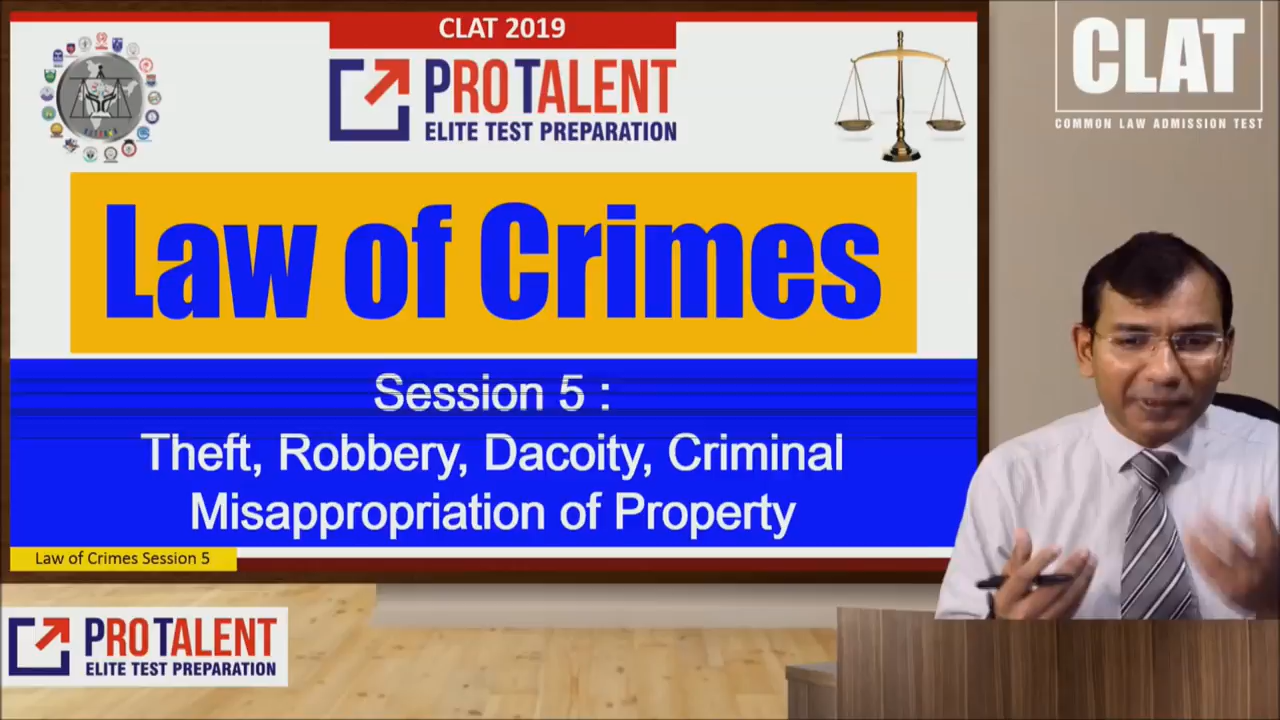 CLAT 2019
PROTALENT
ELITE TEST PREPARATION
Law of Crimes
Session 5 :
Theft, Robbery, Dacoity, Criminal
Misappropriation of Property
Law of Crimes Session 5
PROTALENT
ELITE TEST PREPARATION
CLAT
COMMON LAW ADMISSION TEST